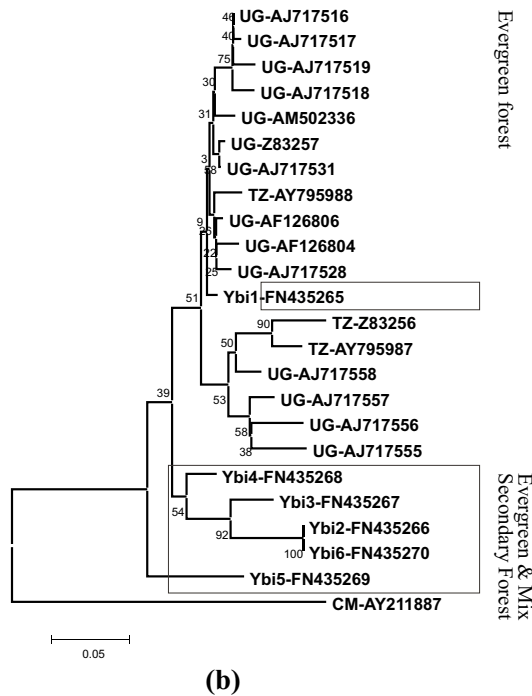 46
UG-AJ717516
40
UG-AJ717517
75
UG-AJ717519
30
UG-AJ717518
31
UG-AM502336
UG-Z83257
3
58
UG-AJ717531
TZ-AY795988
9
26
UG-AF126806
22
UG-AF126804
25
UG-AJ717528
51
Ybi1-FN435265
90
TZ-Z83256
50
TZ-AY795987
UG-AJ717558
39
53
UG-AJ717557
58
UG-AJ717556
38
UG-AJ717555
Ybi4-FN435268
54
Ybi3-FN435267
92
Ybi2-FN435266
100
Ybi6-FN435270
Ybi5-FN435269
CM-AY211887
Evergreen forest
Evergreen & Mix
Secondary Forest
0.05
(b)